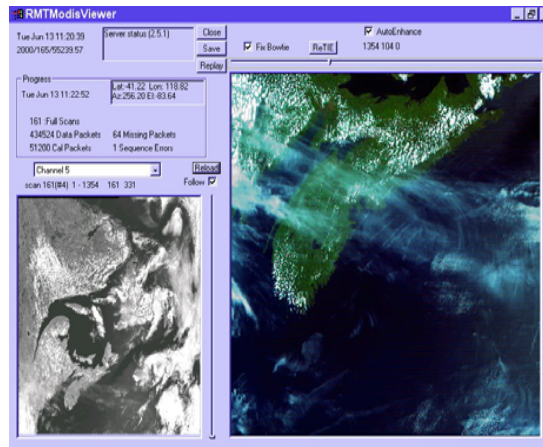 RMTModisViewer
Tue Jun 13 11:20:39
2000/165/55239.57
Server status (2.5.1)
Close
Save
Replay
Fix Bowtie
ReTIE
AutoEnhance
1354 104 0
Progress
Tue Jun 13 11:22:52
Lat:-41.22 Lon: 118.82
Az:256.20 El:-83.64
161 :Full Scans
434524 Data Packets
64 Missing Packets
51200 Cal Packets
1 Sequence Errors
Channel 5
Reload
scan 161(#4) 1 - 1354 161 331
Follow